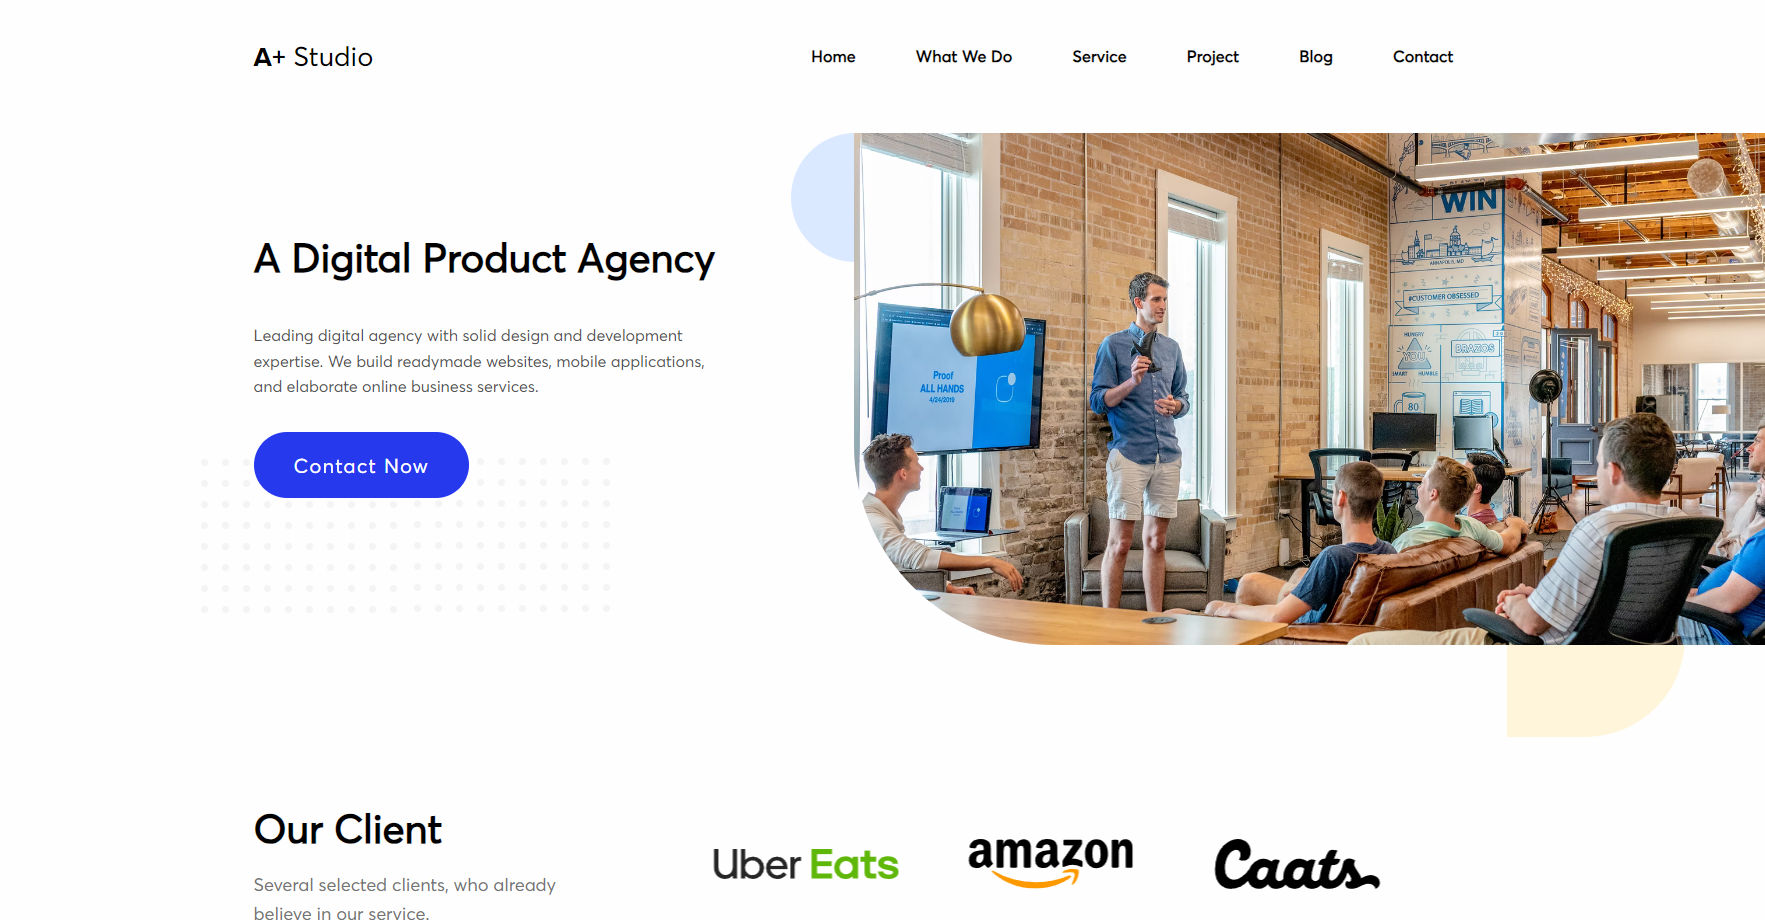 A+ Studio
Home
What We Do
Service
Project
Blog
Contact
A Digital Product Agency
Leading digital agency with solid design and development
expertise. We build readymade websites, mobile applications,
and elaborate online business services.
Contact Now
Proof
ALL HANDS
4/24/2019
WIN
ANNAPOLIS, MD
#CUSTOMER OBSESSED
HUNGRY
YOU
HUMBLE
BRAZOS
80
Our Client
Several selected clients, who already
believe in our service.
Uber Eats
amazon
Caats